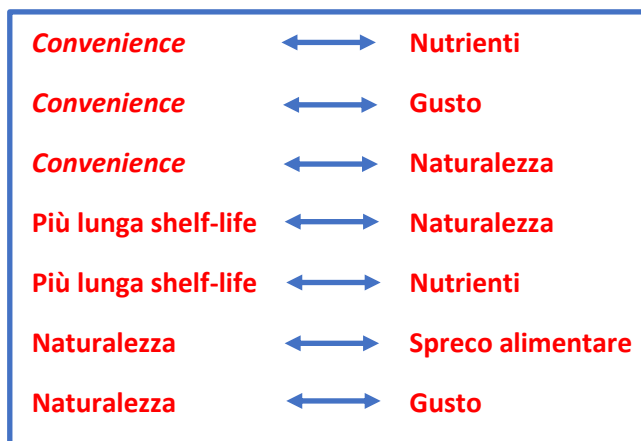 Convenience Nutrienti
Convenience Gusto
Convenience Naturalezza
Più lunga shelf-life Naturalezza
Più lunga shelf-life Nutrienti
Naturalezza Spreco alimentare
Naturalezza Gusto